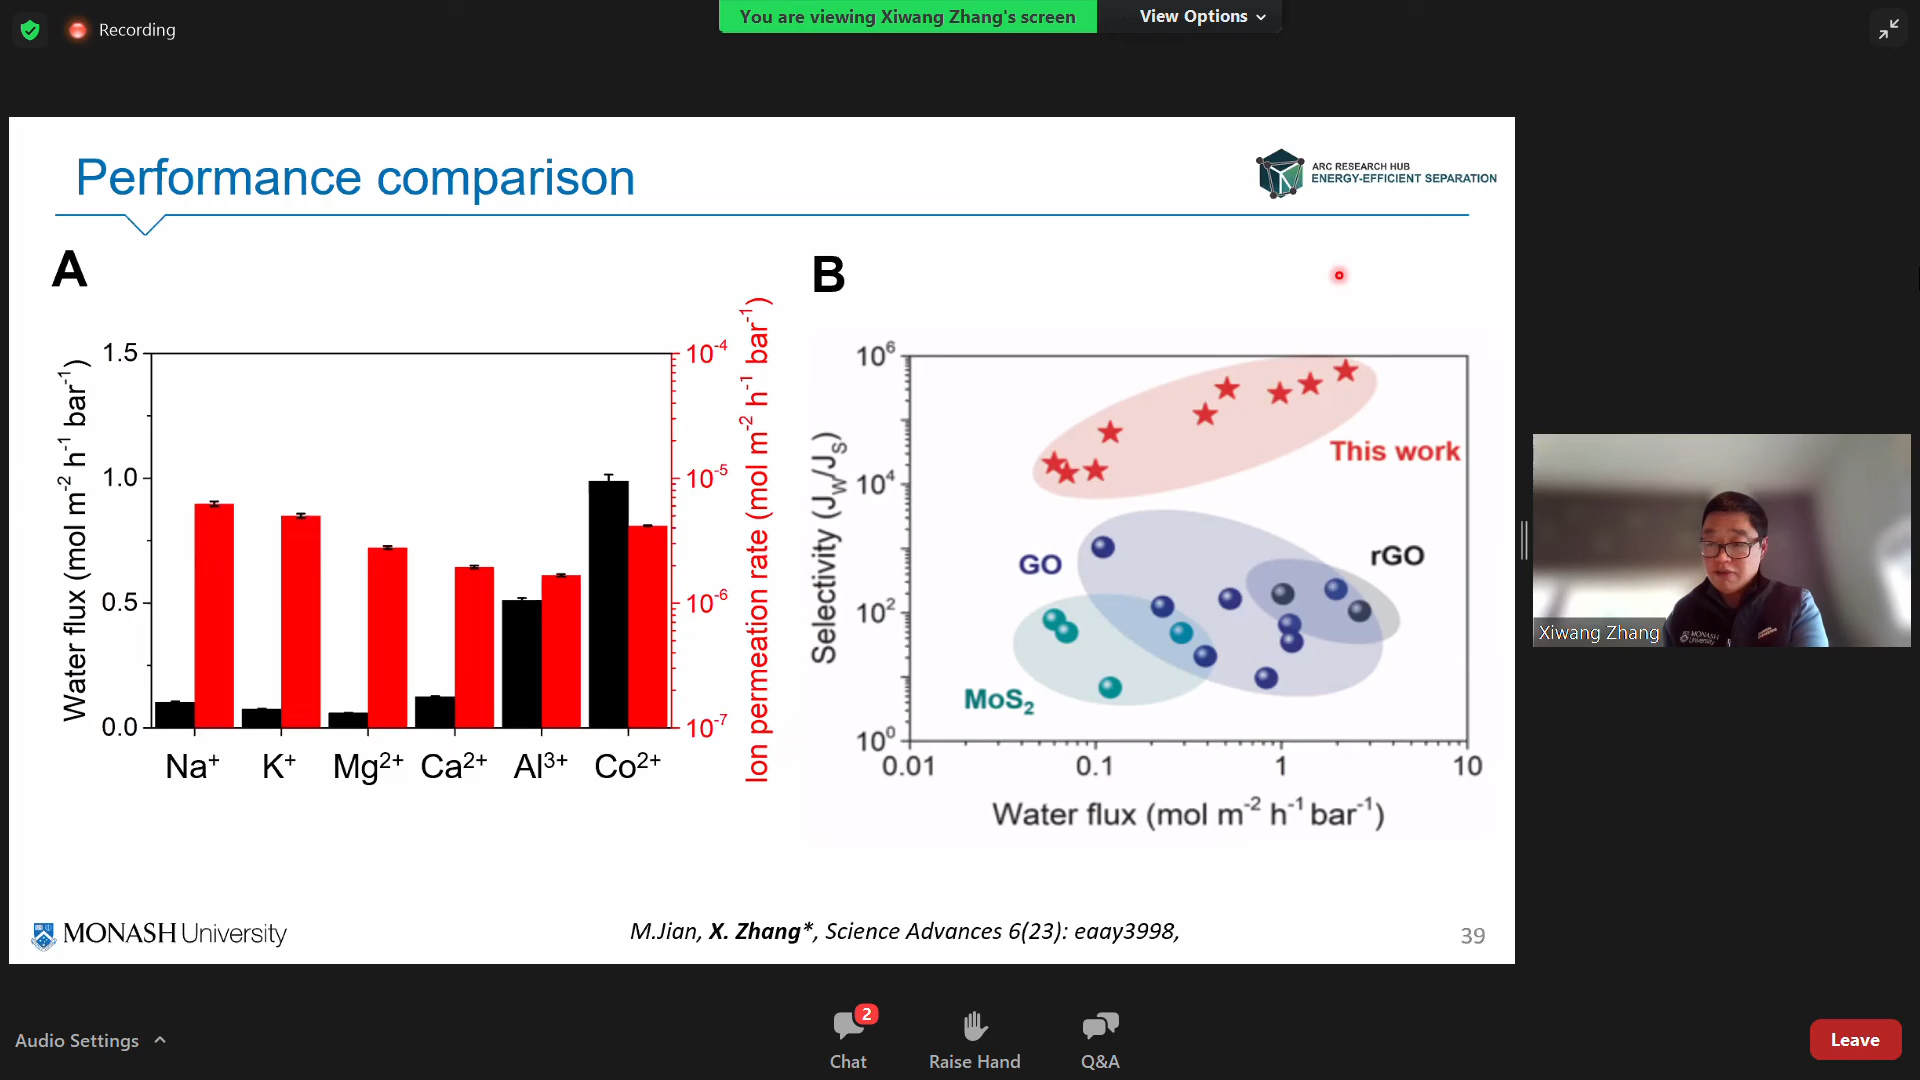 You are viewing Xiwang Zhang's screen
View Options
Recording
Performance comparison
ARC RESEARCH HUB
ENERGY-EFFICIENT SEPARATION
A
Water flux (mol m⁻² h⁻¹ bar⁻¹)
1.5
1.0
0.5
0.0
10⁻⁴
10⁻⁵
10⁻⁶
10⁻⁷
Ion permeation rate (mol m⁻² h⁻¹ bar⁻¹)
Na⁺ K⁺ Mg²⁺ Ca²⁺ Al³⁺ Co²⁺
B
Selectivity (J_W/J_S)
10⁶
10⁴
10²
10⁰
This work
GO
rGO
MoS₂
0.01 0.1 1 10
Water flux (mol m⁻² h⁻¹ bar⁻¹)
MONASH University
M.Jian, X. Zhang*, Science Advances 6(23): eaay3998,
39
MONASH
University
Xiwang Zhang
Audio Settings
2
Chat
Raise Hand
Q&A
Leave